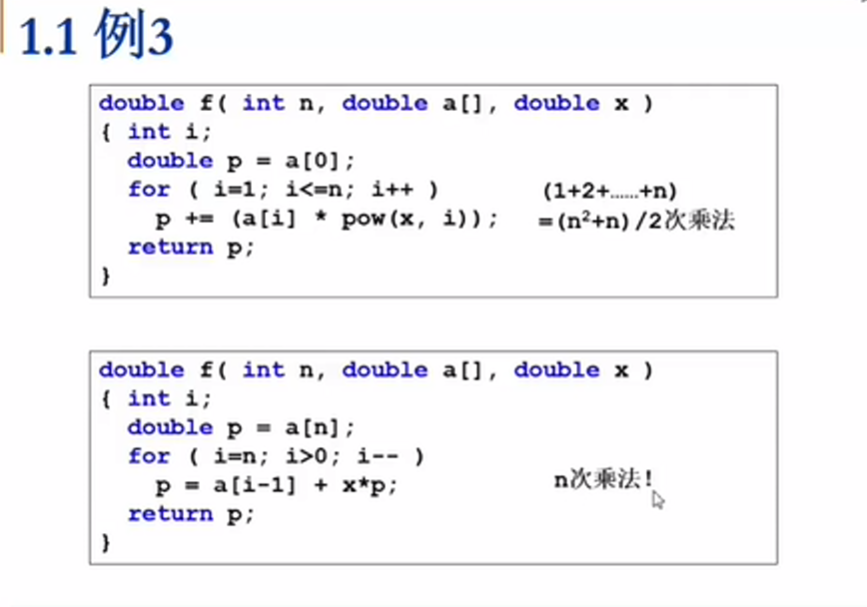 1.1 例3
double f( int n, double a[], double x )
{ int i;
double p = a[0];
for ( i=1; i<=n; i++ ) (1+2+……+n)
p += (a[i] * pow(x, i)); =(n²+n)/2次乘法
return p;
}
double f( int n, double a[], double x )
{ int i;
double p = a[n];
for ( i=n; i>0; i-- )
p = a[i-1] + x*p; n次乘法!
return p;
}